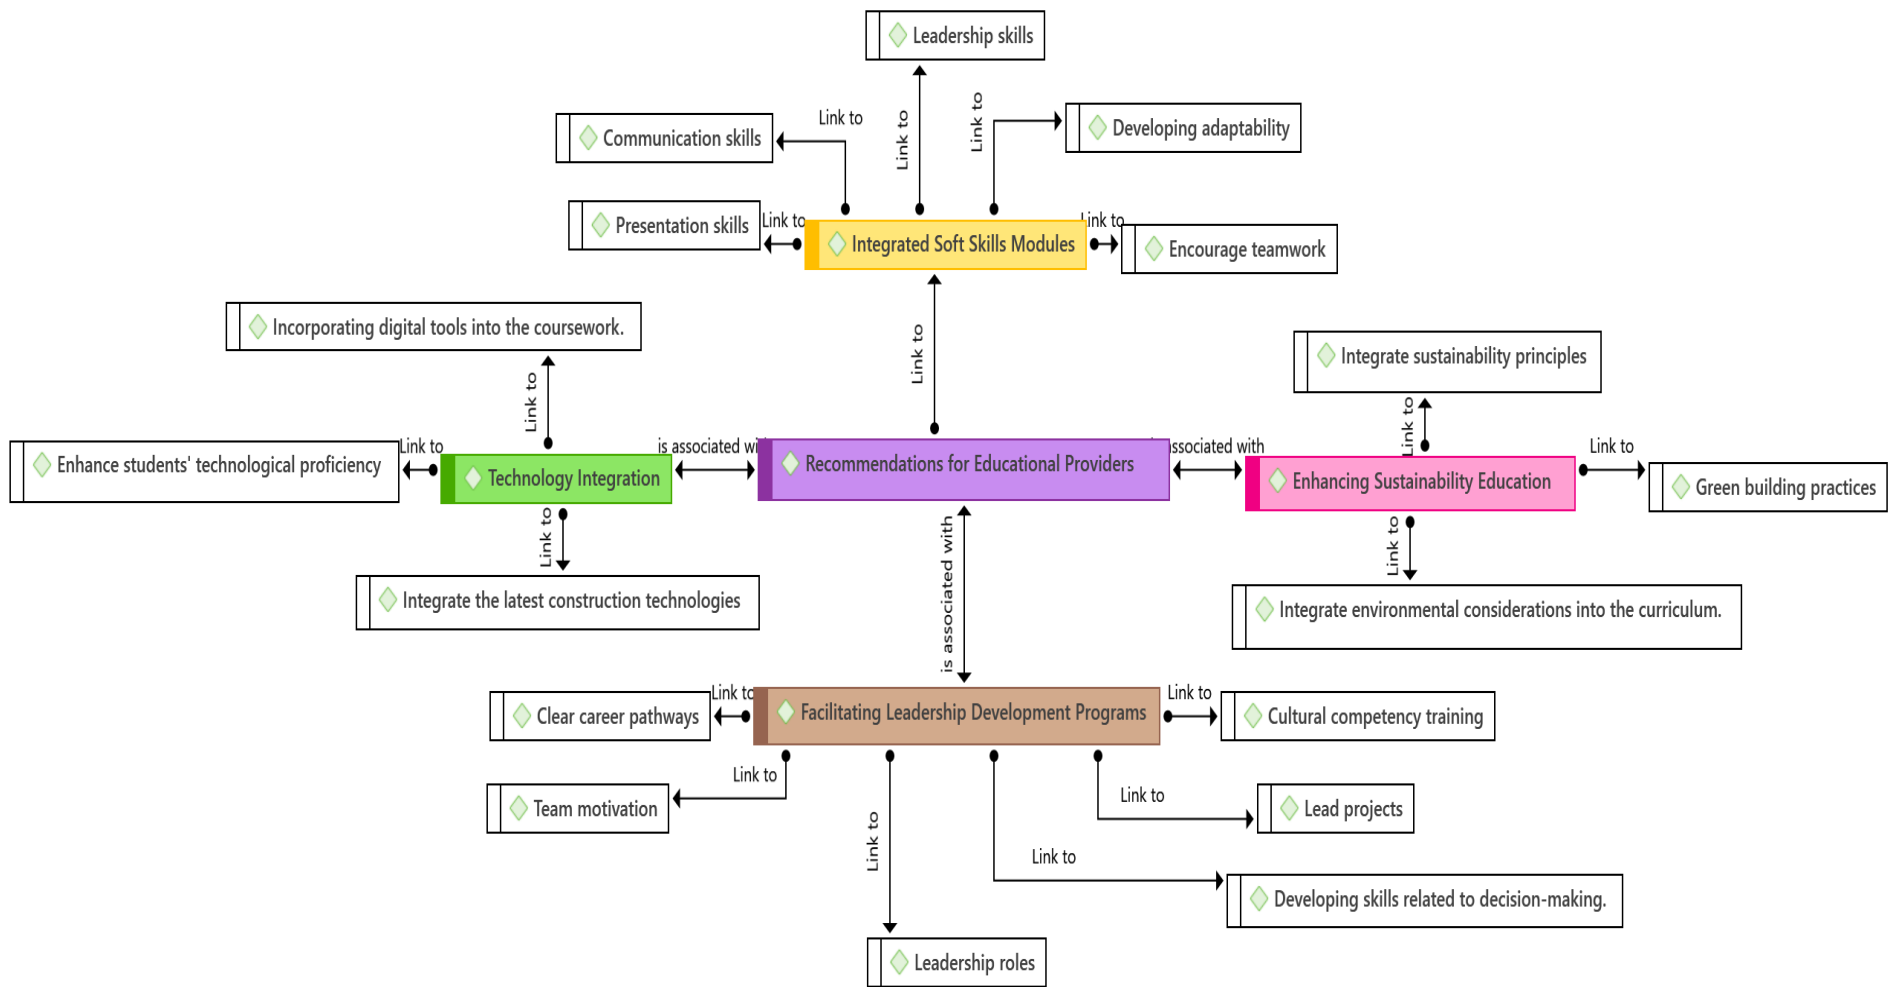 Leadership skills
Link to
Communication skills
Link to
Link to
Developing adaptability
Presentation skills
Link to
Integrated Soft Skills Modules
Link to
Encourage teamwork
Incorporating digital tools into the coursework.
Link to
Link to
Integrate sustainability principles
Link to
Enhance students' technological proficiency
Link to
Technology Integration
is associated wi
Recommendations for Educational Providers
associated with
Enhancing Sustainability Education
Link to
Green building practices
Link to
is associated with
Link to
Integrate the latest construction technologies
Integrate environmental considerations into the curriculum.
Clear career pathways
Link to
Facilitating Leadership Development Programs
Link to
Cultural competency training
Team motivation
Link to
Link to
Link to
Lead projects
Link to
Developing skills related to decision-making.
Leadership roles